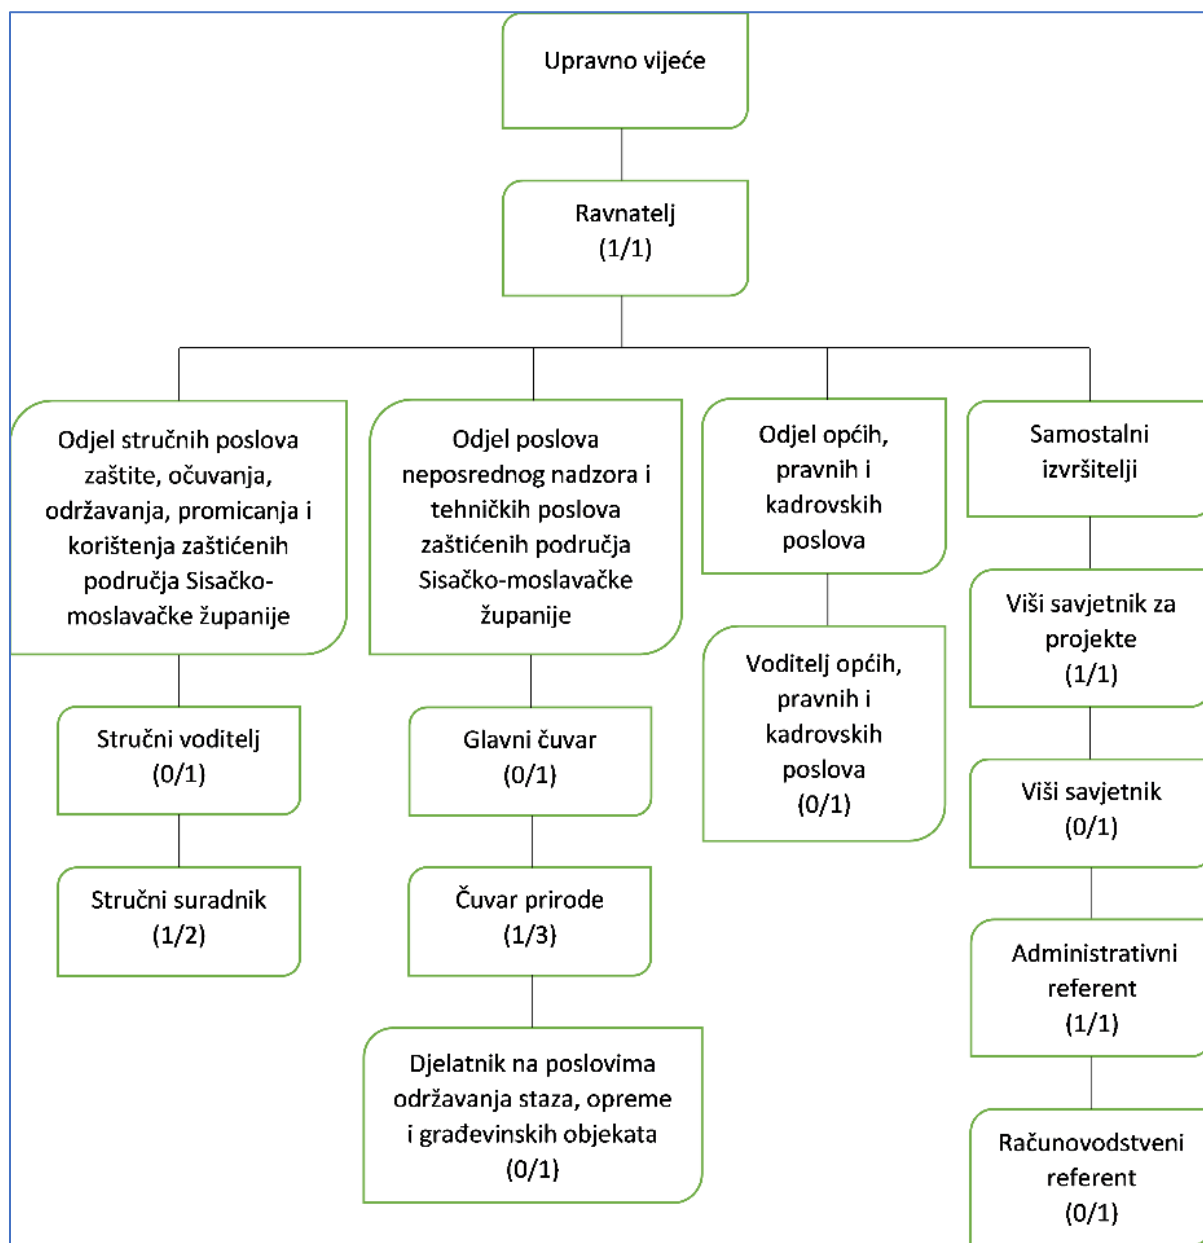 Upravno vijeće
Ravnatelj
(1/1)
Odjel stručnih poslova
zaštite, očuvanja,
održavanja, promicanja i
korištenja zaštićenih
područja Sisačko-
moslavačke županije
Stručni voditelj
(0/1)
Stručni suradnik
(1/2)
Odjel poslova
neposrednog nadzora i
tehničkih poslova
zaštićenih područja
Sisačko-moslavačke
županije
Glavni čuvar
(0/1)
Čuvar prirode
(1/3)
Djelatnik na poslovima
održavanja staza, opreme
i građevinskih objekata
(0/1)
Odjel općih,
pravnih i
kadrovskih
poslova
Voditelj općih,
pravnih i
kadrovskih
poslova
(0/1)
Samostalni
izvršitelji
Viši savjetnik za
projekte
(1/1)
Viši savjetnik
(0/1)
Administrativni
referent
(1/1)
Računovodstveni
referent
(0/1)